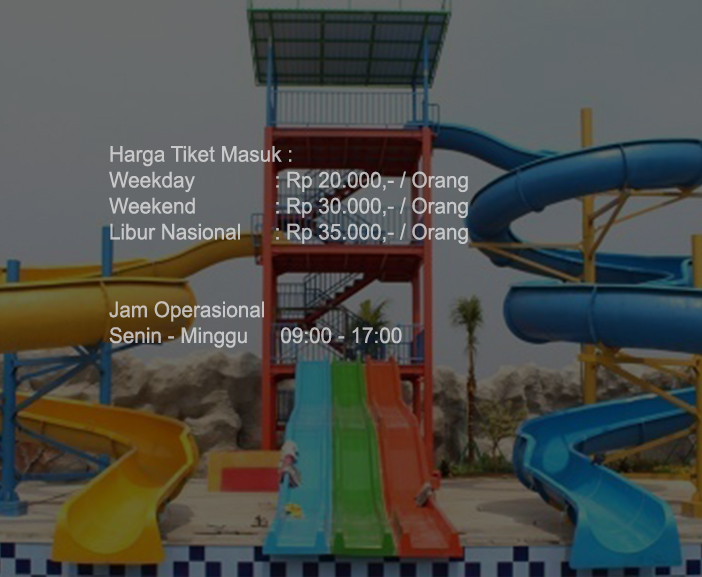 Harga Tiket Masuk :
Weekday : Rp 20.000,- / Orang
Weekend : Rp 30.000,- / Orang
Libur Nasional : Rp 35.000,- / Orang
Jam Operasional
Senin - Minggu 09:00 - 17:00